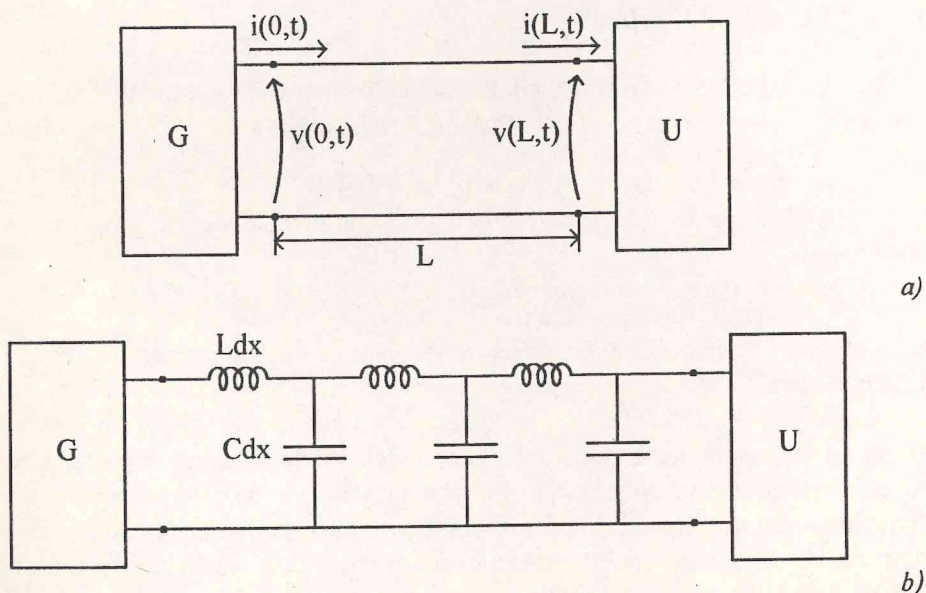 i(0,t) i(L,t)
G v(0,t) v(L,t) U
L
a)
Ldx
G Cdx U
b)